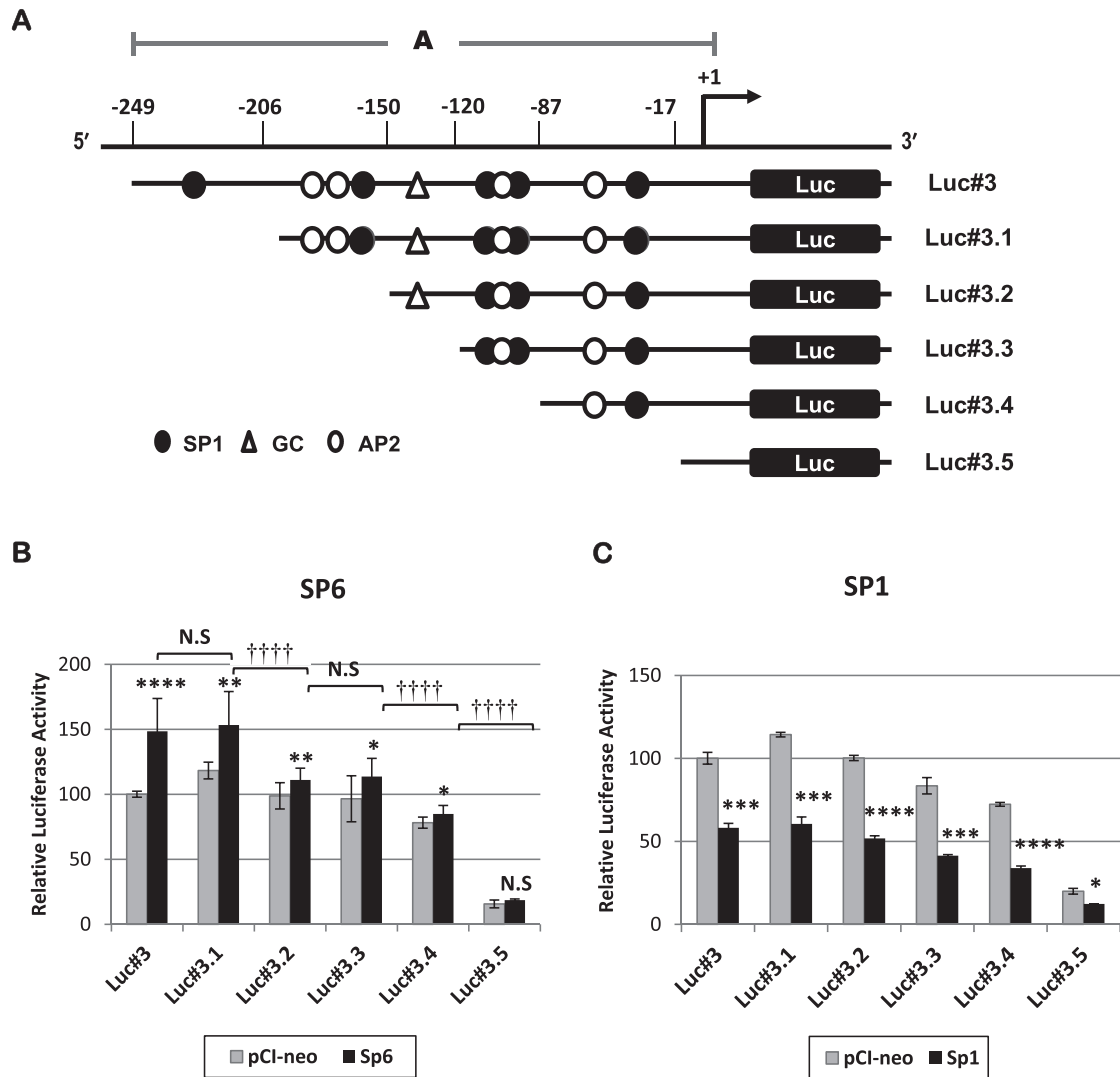 A
A
+1
-249 -206 -150 -120 -87 -17
5′ 3′
Luc Luc#3
Luc Luc#3.1
Luc Luc#3.2
Luc Luc#3.3
Luc Luc#3.4
SP1 GC AP2
Luc Luc#3.5
B
SP6
Relative Luciferase Activity
200
150
100
50
0
N.S
††††
N.S
††††
††††
****
**
**
*
*
N.S
Luc#3 Luc#3.1 Luc#3.2 Luc#3.3 Luc#3.4 Luc#3.5
pCI-neo Sp6
C
SP1
Relative Luciferase Activity
150
100
50
0
***
***
****
***
****
*
Luc#3 Luc#3.1 Luc#3.2 Luc#3.3 Luc#3.4 Luc#3.5
pCI-neo Sp1